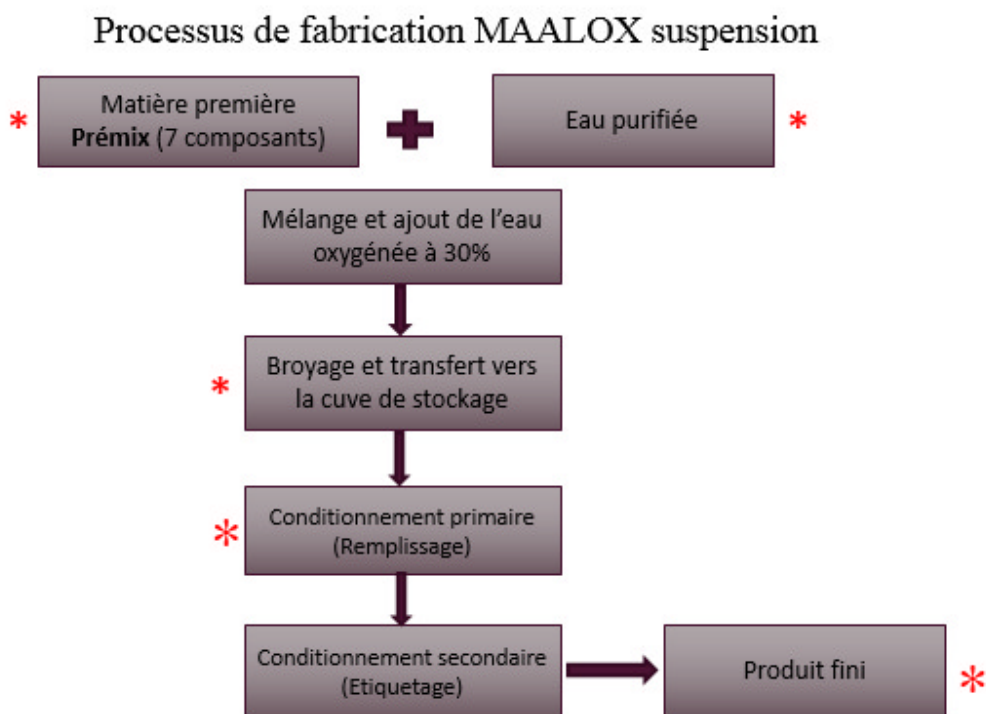 Processus de fabrication MAALOX suspension
* Matière première
Prémix (7 composants)
Eau purifiée *
Mélange et ajout de l'eau
oxygénée à 30%
* Broyage et transfert vers
la cuve de stockage
* Conditionnement primaire
(Remplissage)
Conditionnement secondaire
(Etiquetage)
Produit fini *